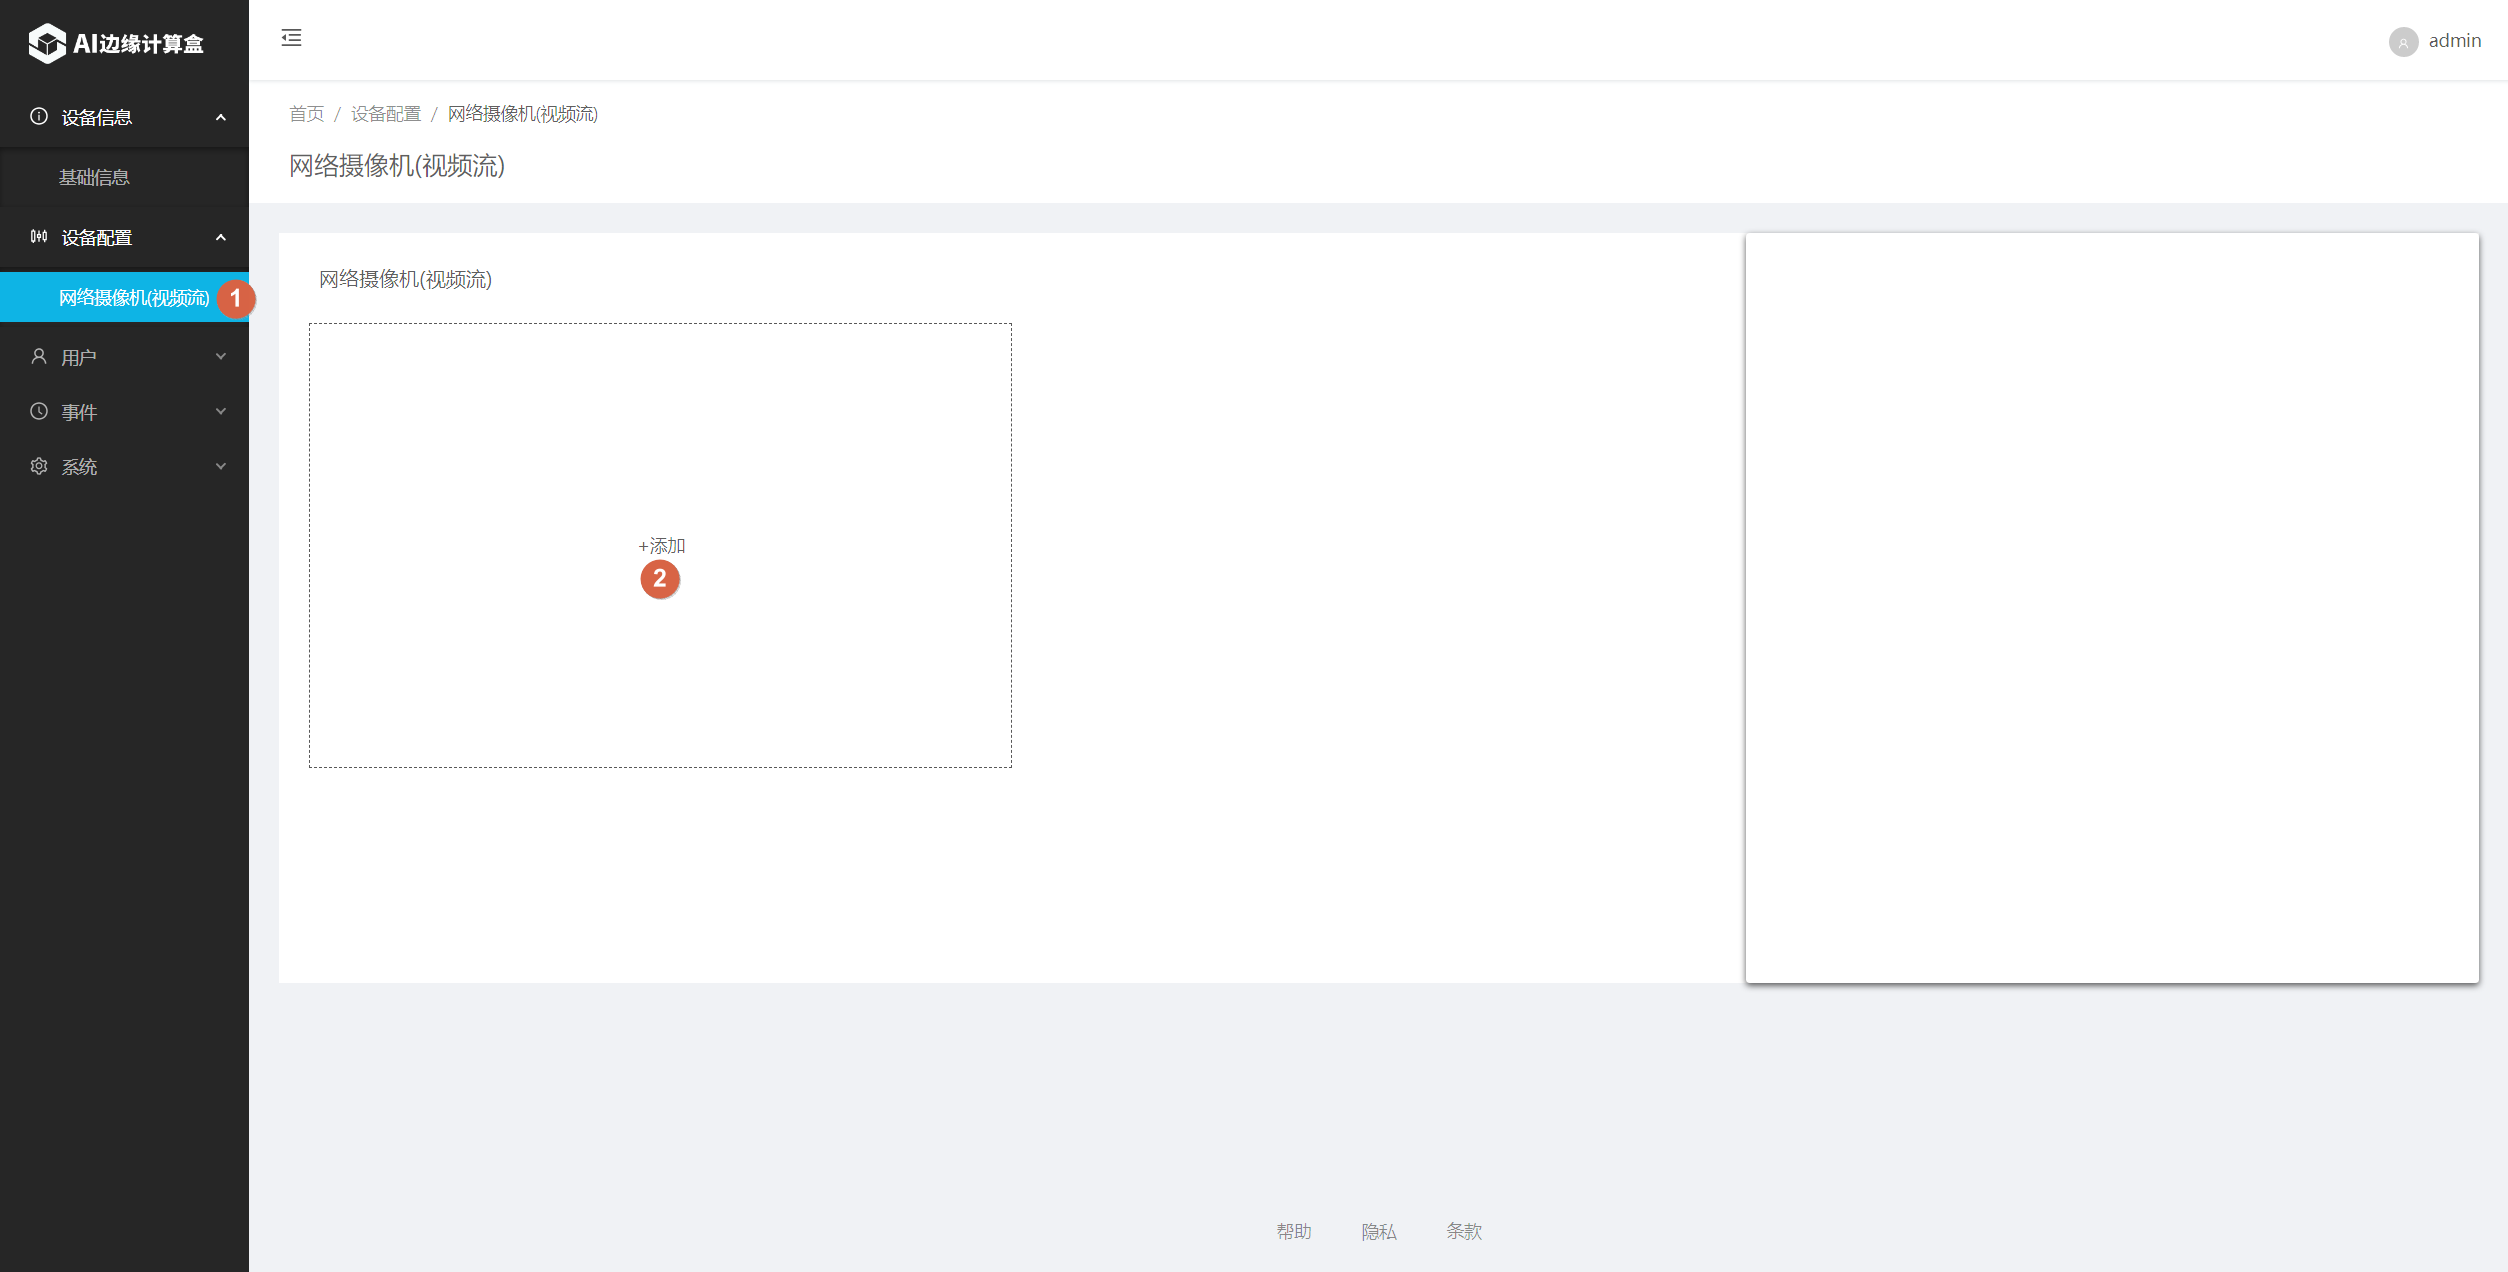 AI边缘计算盒
admin
设备信息
基础信息
设备配置
网络摄像机(视频流)
1
用户
事件
系统
首页 / 设备配置 / 网络摄像机(视频流)
网络摄像机(视频流)
网络摄像机(视频流)
+添加
2
帮助 隐私 条款